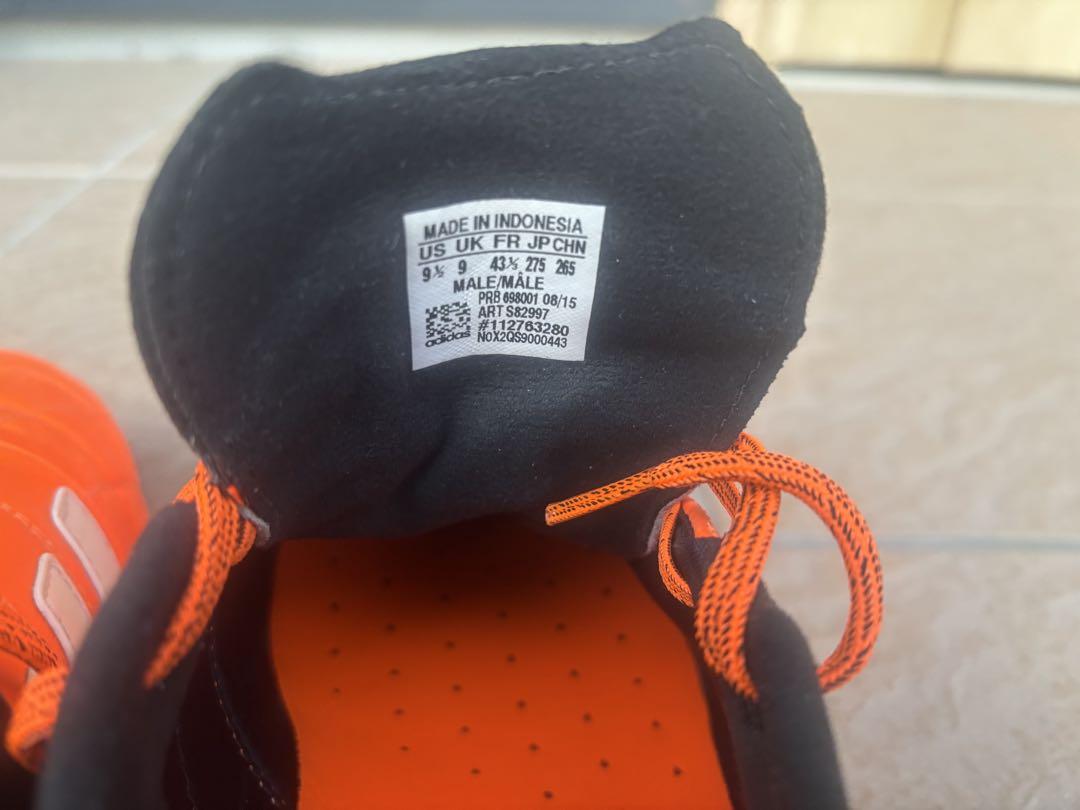 MADE IN INDONESIA
US UK FR JP CHN
9½ 9 43⅓ 275 265
MALE/MÂLE
PRB 698001 08/15
ART S82997
#112763280
adidas N0X2QS9000443